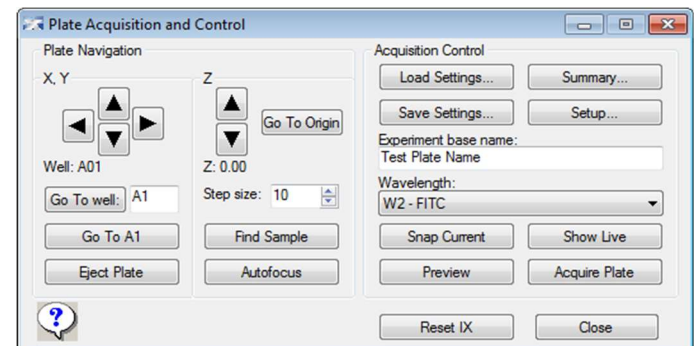 Plate Acquisition and Control
Plate Navigation
X, Y
Z
Go To Origin
Well: A01
Z: 0.00
Go To well: A1
Step size: 10
Go To A1
Find Sample
Eject Plate
Autofocus
Acquisition Control
Load Settings...
Summary...
Save Settings...
Setup...
Experiment base name:
Test Plate Name
Wavelength:
W2 - FITC
Snap Current
Show Live
Preview
Acquire Plate
?
Reset IX
Close